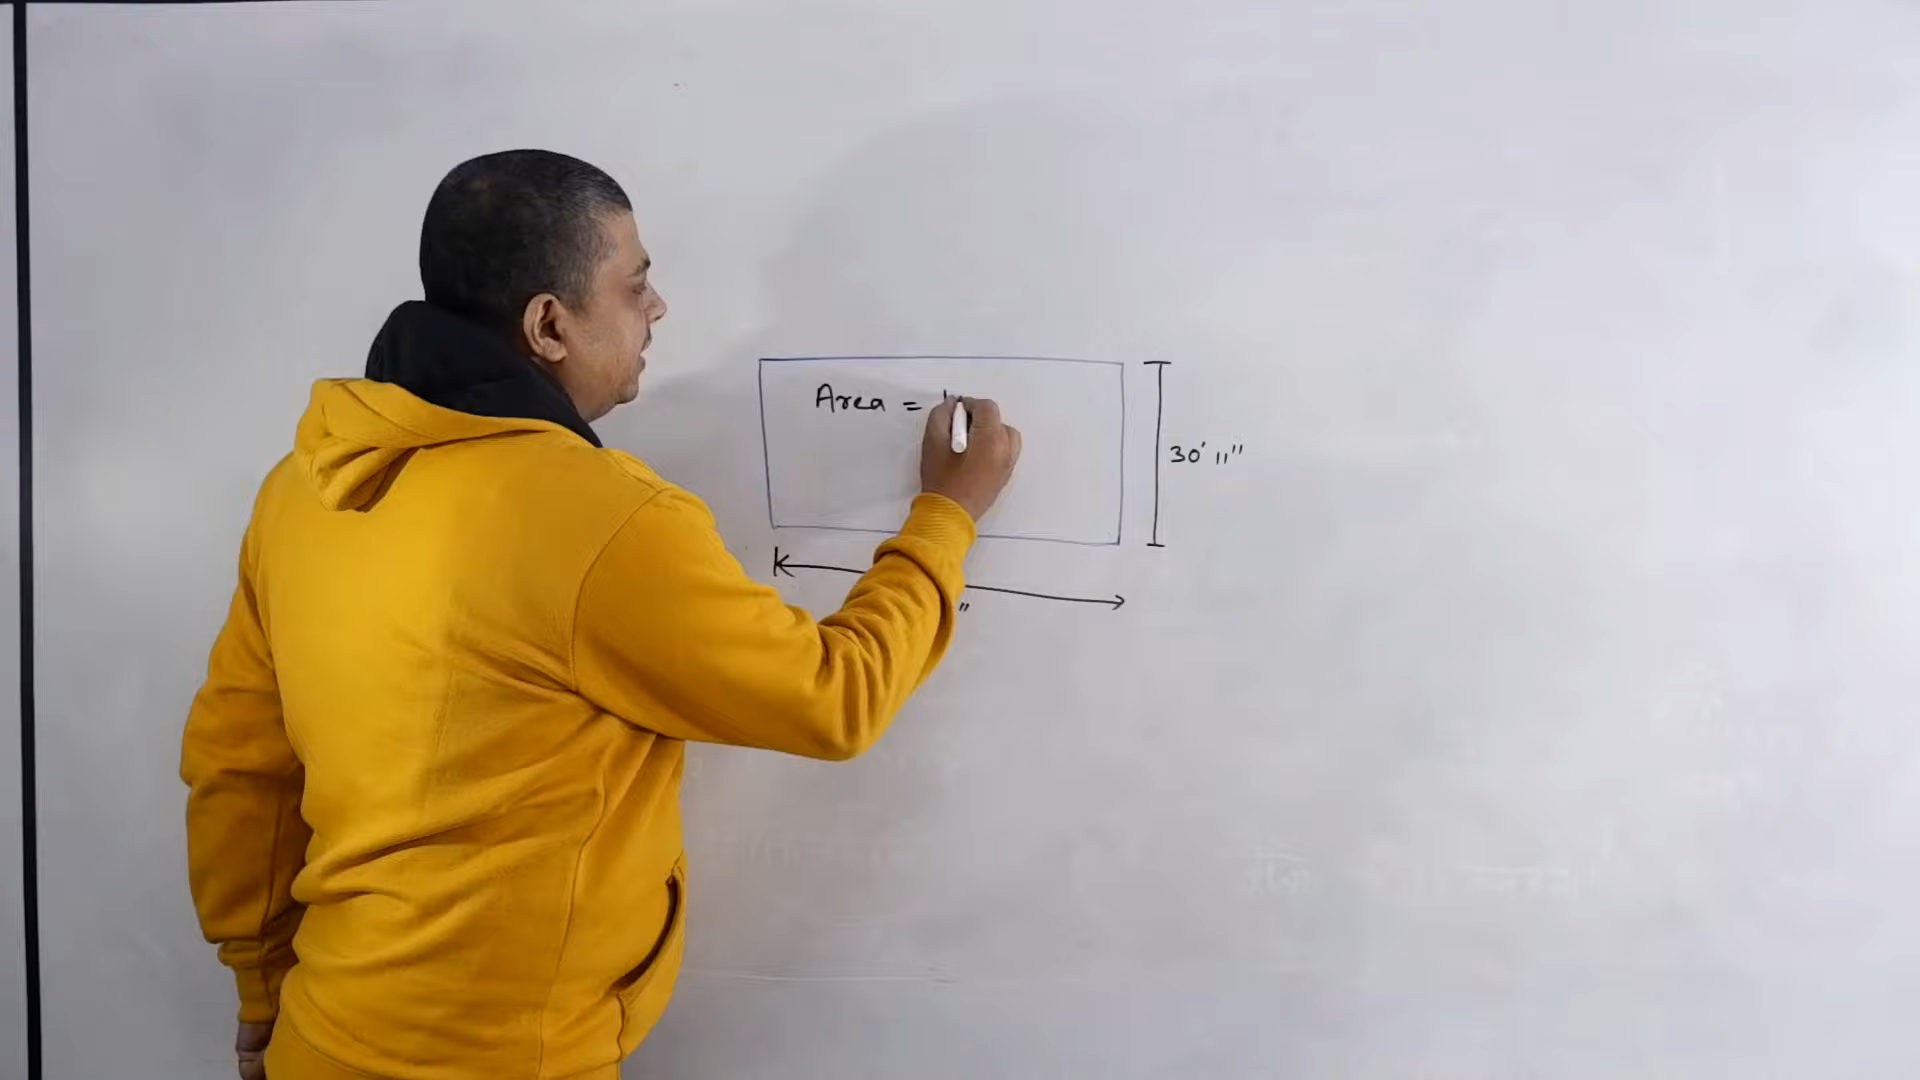 Area =
30' 11"
"